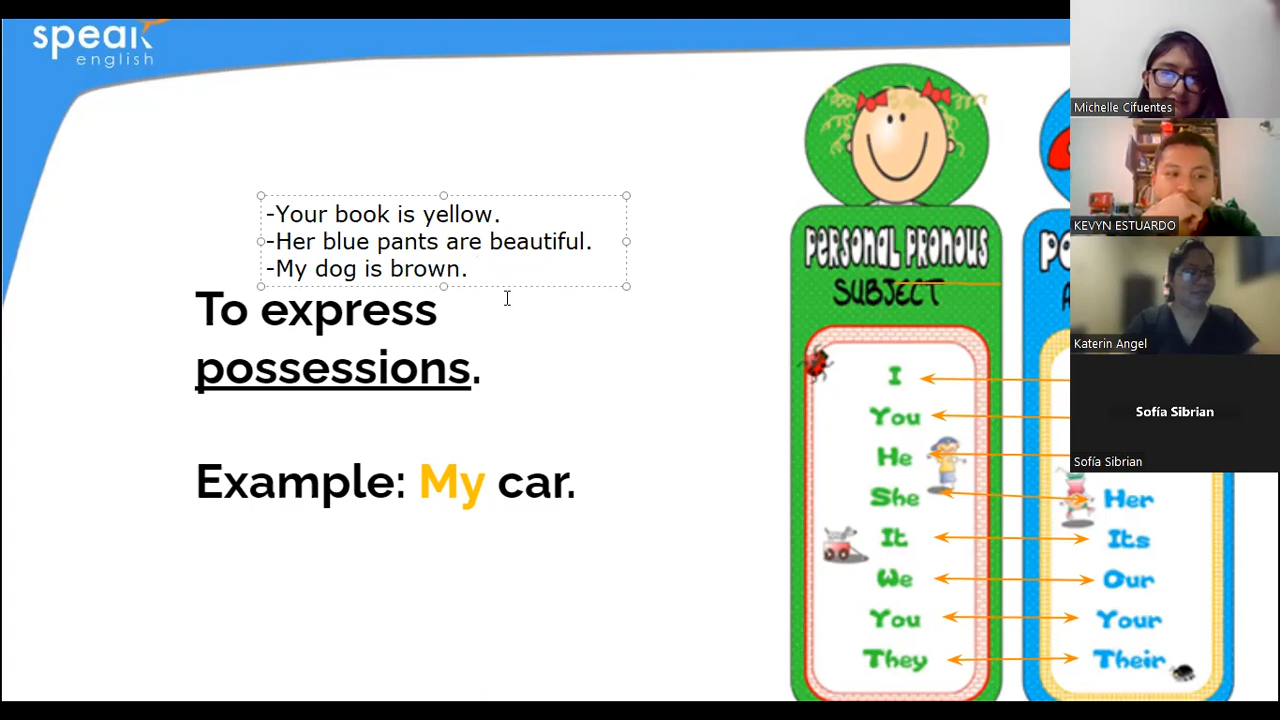 speak
english
-Your book is yellow.
-Her blue pants are beautiful.
-My dog is brown.
To express
possessions.
Example: My car.
PERSONAL PRONOUS
SUBJECT
I
You
He
She
It
We
You
They
Her
Its
Our
Your
Their
Michelle Cifuentes
KEVYN ESTUARDO
Katerin Angel
Sofía Sibrian
Sofía Sibrian